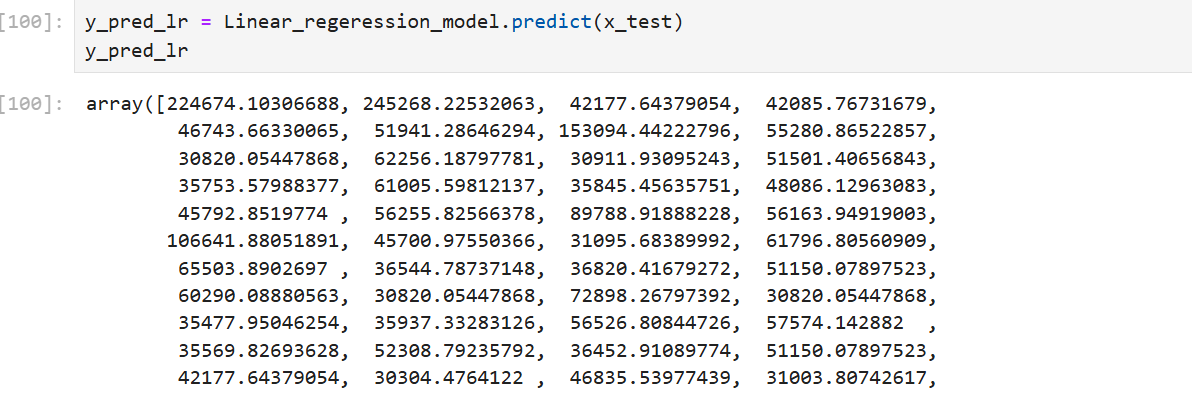 [100]: y_pred_lr = Linear_regeression_model.predict(x_test)
y_pred_lr
[100]: array([224674.10306688, 245268.22532063, 42177.64379054, 42085.76731679,
46743.66330065, 51941.28646294, 153094.44222796, 55280.86522857,
30820.05447868, 62256.18797781, 30911.93095243, 51501.40656843,
35753.57988377, 61005.59812137, 35845.45635751, 48086.12963083,
45792.8519774 , 56255.82566378, 89788.91888228, 56163.94919003,
106641.88051891, 45700.97550366, 31095.68389992, 61796.80560909,
65503.8902697 , 36544.78737148, 36820.41679272, 51150.07897523,
60290.08880563, 30820.05447868, 72898.26797392, 30820.05447868,
35477.95046254, 35937.33283126, 56526.80844726, 57574.142882 ,
35569.82693628, 52308.79235792, 36452.91089774, 51150.07897523,
42177.64379054, 30304.4764122 , 46835.53977439, 31003.80742617,